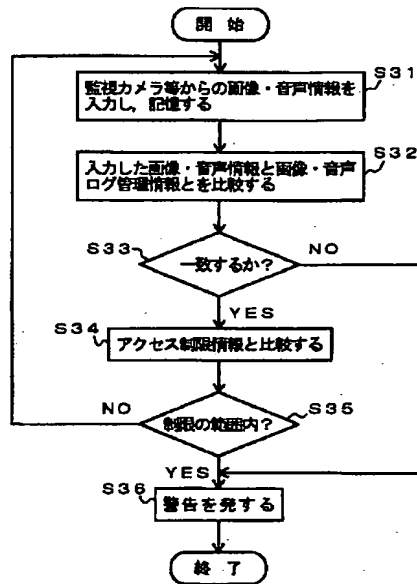 開 始
S31
監視カメラ等からの画像・音声情報を
入力し，記憶する
S32
入力した画像・音声情報と画像・音声
ログ管理情報とを比較する
S33
一致するか？
NO
YES
S34
アクセス制限情報と比較する
NO
制限の範囲内？
S35
YES
S36
警告を発する
終 了